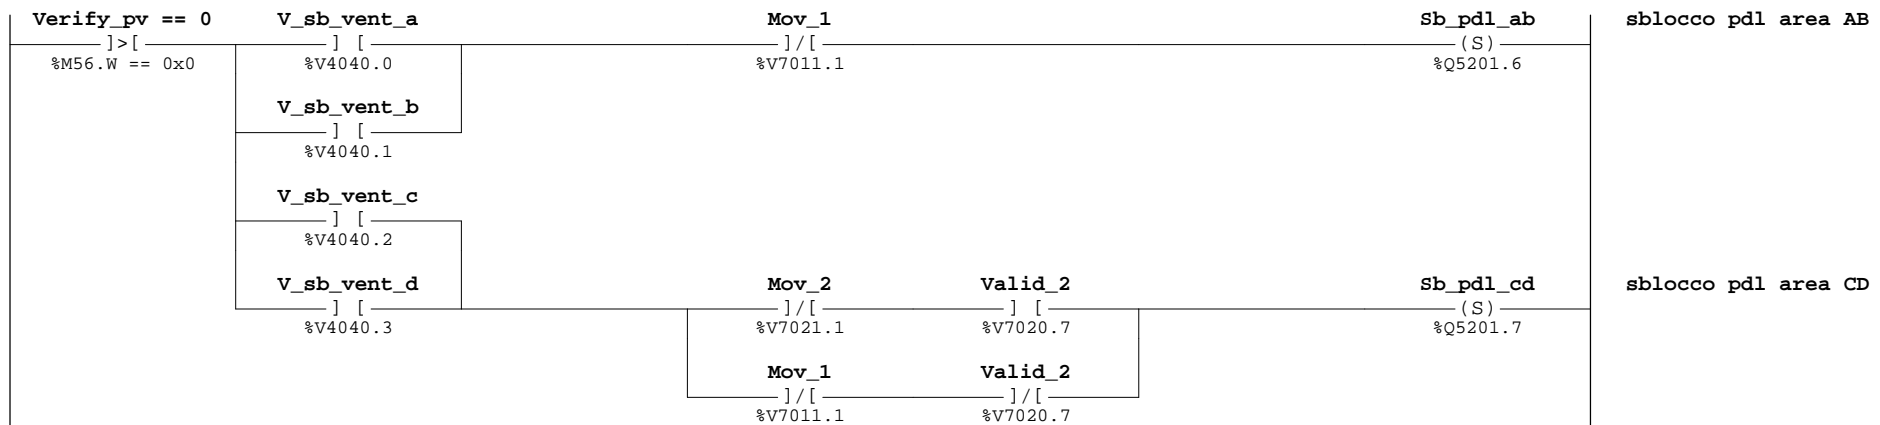 Verify_pv == 0 V_sb_vent_a Mov_1 Sb_pdl_ab sblocco pdl area AB
]>[ ] [ ]/[ (S)
%M56.W == 0x0 %V4040.0 %V7011.1 %Q5201.6
V_sb_vent_b
] [
%V4040.1
V_sb_vent_c
] [
%V4040.2
V_sb_vent_d Mov_2 Valid_2 Sb_pdl_cd sblocco pdl area CD
] [ ]/[ ] [ (S)
%V4040.3 %V7021.1 %V7020.7 %Q5201.7
Mov_1 Valid_2
]/[ ]/[
%V7011.1 %V7020.7